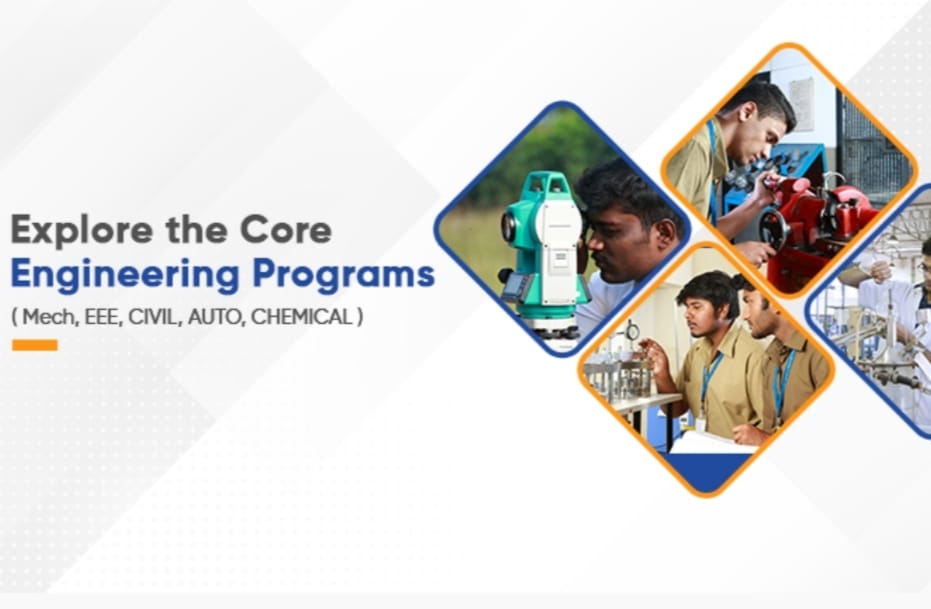 Explore the Core
Engineering Programs
( Mech, EEE, CIVIL, AUTO, CHEMICAL )